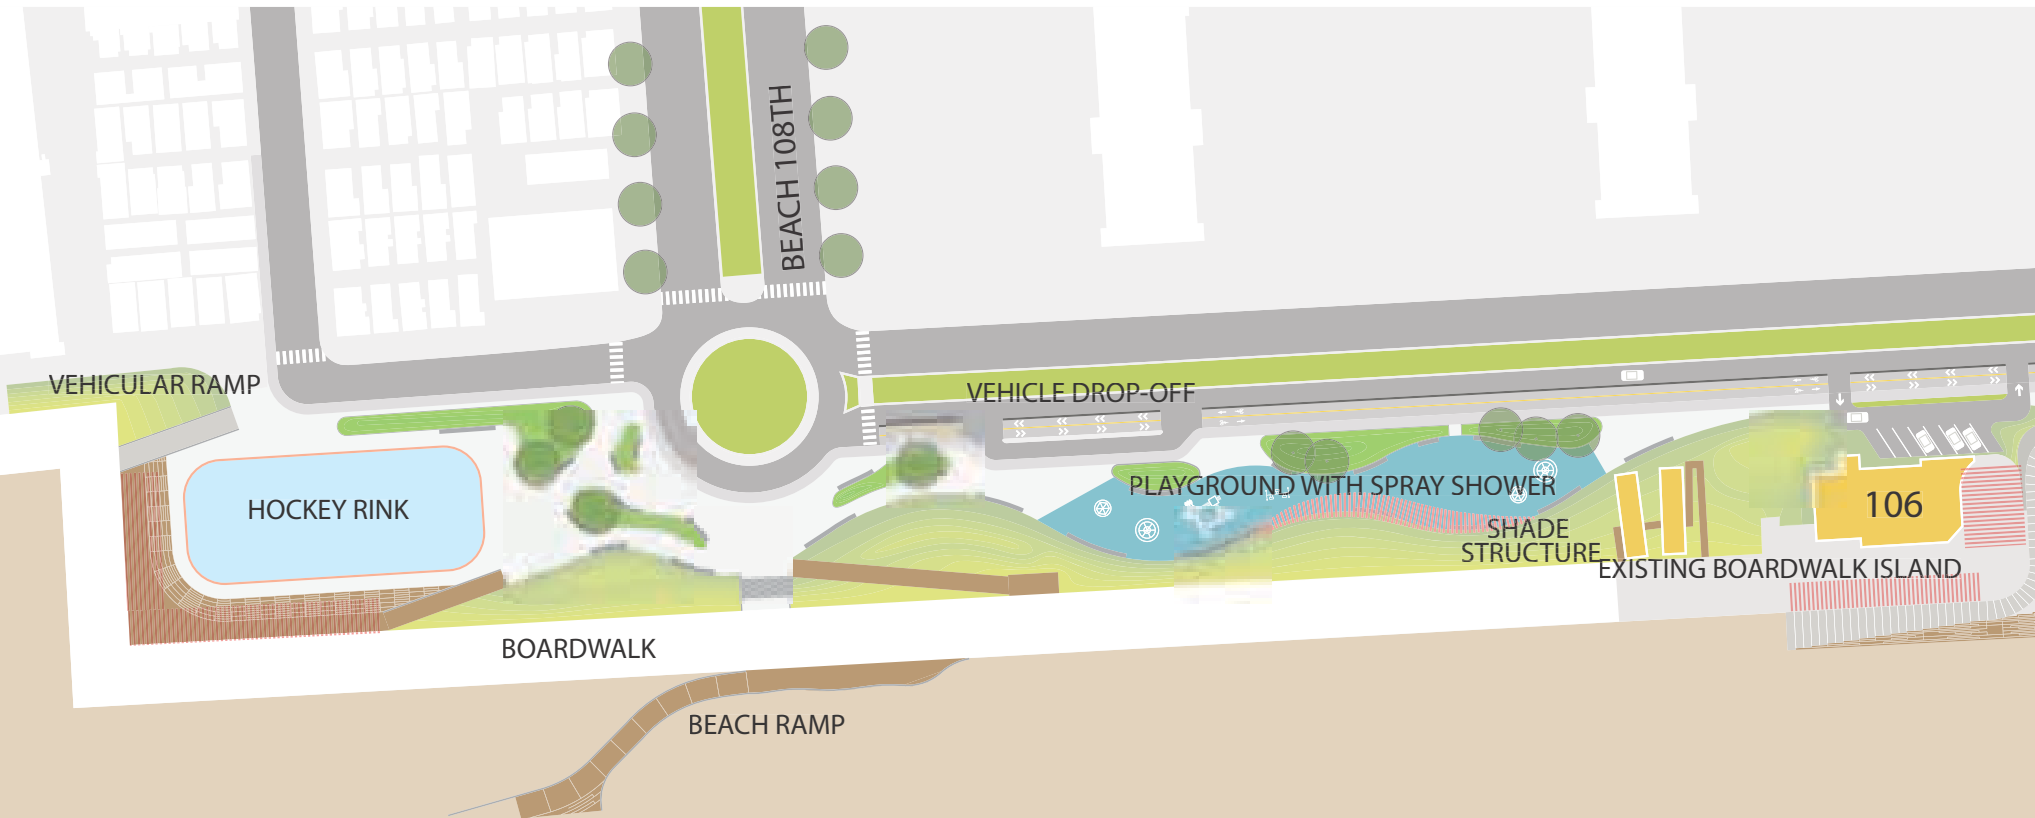 BEACH 108TH
VEHICULAR RAMP
VEHICLE DROP-OFF
HOCKEY RINK
PLAYGROUND WITH SPRAY SHOWER
106
SHADE
STRUCTURE
EXISTING BOARDWALK ISLAND
BOARDWALK
BEACH RAMP